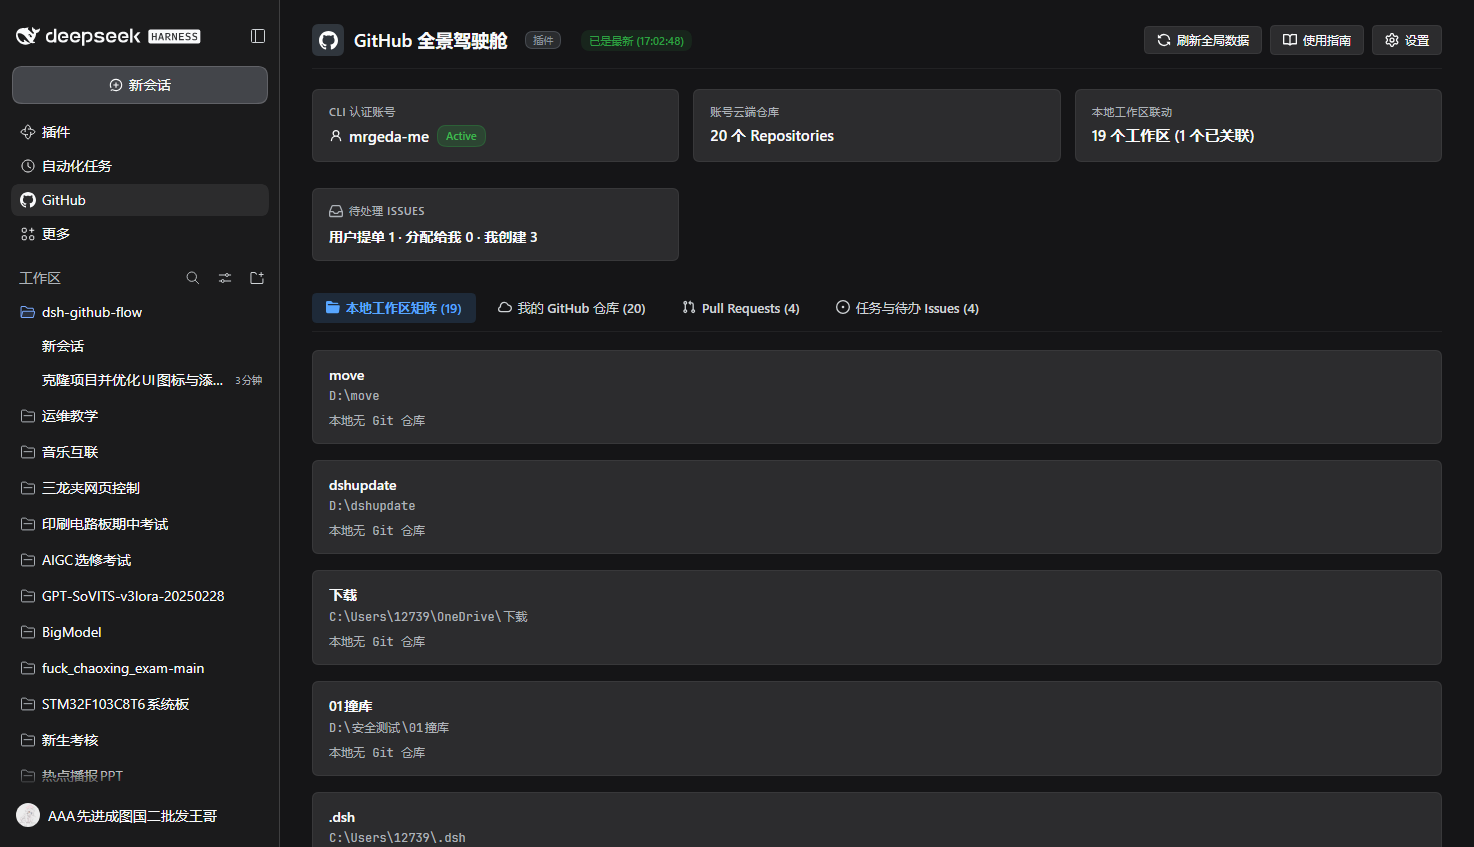 deepseek HARNESS
新会话
插件
自动化任务
GitHub
更多
工作区
dsh-github-flow
新会话
克隆项目并优化UI图标与添... 3分钟
运维教学
音乐互联
三龙夹网页控制
印刷电路板期中考试
AIGC选修考试
GPT-SoVITS-v3lora-20250228
BigModel
fuck_chaoxing_exam-main
STM32F103C8T6系统板
新生考核
热点播报PPT
AAA先进成图国二批发王哥
GitHub 全景驾驶舱 插件 已是最新 (17:02:48)
刷新全局数据 使用指南 设置
CLI 认证账号
mrgeda-me Active
账号云端仓库
20 个 Repositories
本地工作区联动
19 个工作区 (1 个已关联)
待处理 ISSUES
用户提单 1 · 分配给我 0 · 我创建 3
本地工作区矩阵 (19) 我的 GitHub 仓库 (20) Pull Requests (4) 任务与待办 Issues (4)
move
D:\move
本地无 Git 仓库
dshupdate
D:\dshupdate
本地无 Git 仓库
下载
C:\Users\12739\OneDrive\下载
本地无 Git 仓库
01撞库
D:\安全测试\01撞库
本地无 Git 仓库
.dsh
C:\Users\12739\.dsh